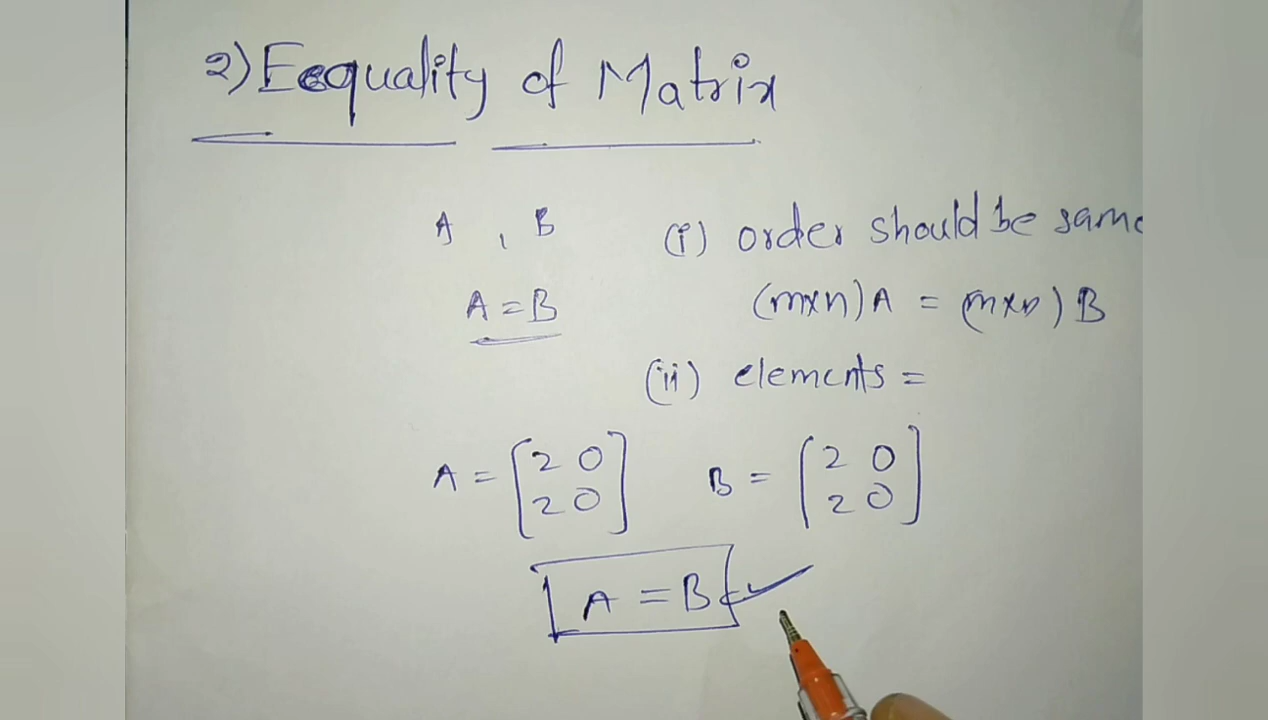 2) Eequality of Matrix
A , B (i) order should be same
A = B (m×n) A = (m×n) B
(ii) elements =
A = [2 0 B = [2 0
2 0] 2 0]
A = B